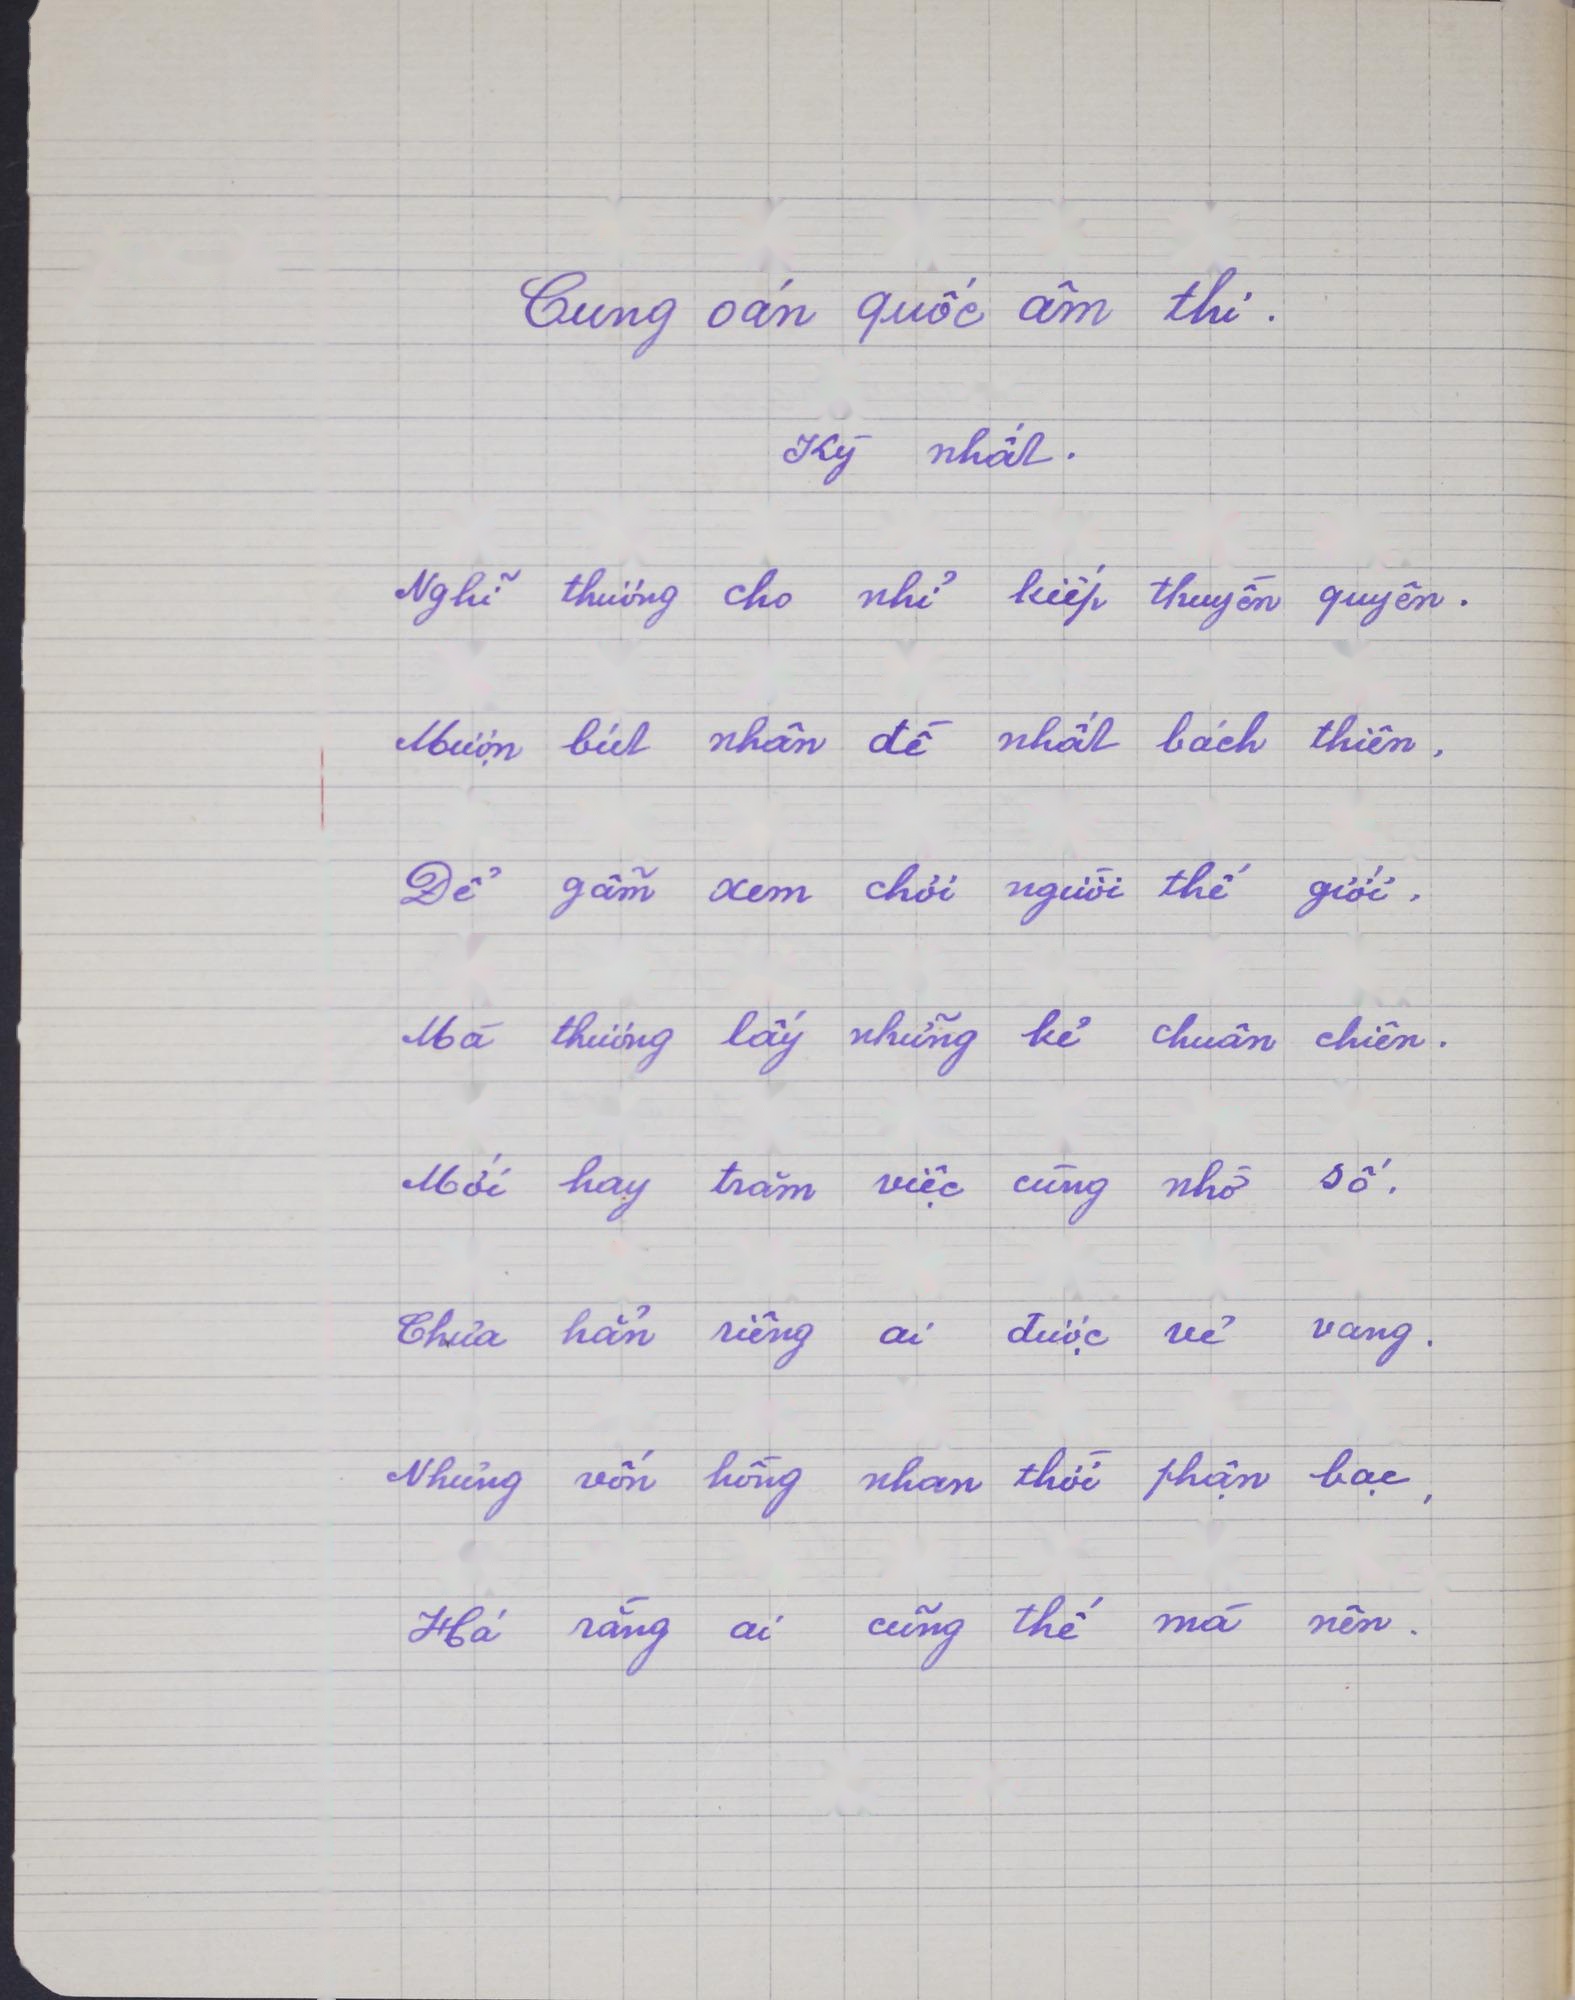 Cung oán quốc âm thi.
Kỳ nhất.
Nghĩ thương cho nhỉ kiếp thuyền quyên.
Mượn bút nhân đề nhất bách thiên,
Để gẫm xem chơi người thế giới,
Mà thương lấy những kẻ chuân chiên.
Mới hay trăm việc cùng nhờ số,
Chưa hẳn riêng ai được vẻ vang.
Nhưng vốn hồng nhan thời phận bạc,
Há rằng ai cũng thế mà nên.